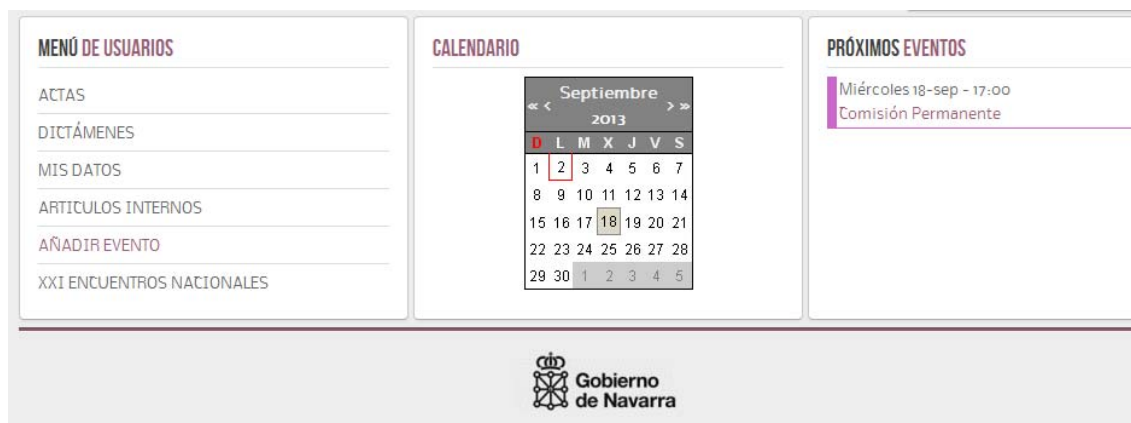 MENÚ DE USUARIOS
ACTAS
DICTÁMENES
MIS DATOS
ARTICULOS INTERNOS
AÑADIR EVENTO
XXI ENCUENTROS NACIONALES
CALENDARIO
« ‹ Septiembre › »
2013
D L M X J V S
1 2 3 4 5 6 7
8 9 10 11 12 13 14
15 16 17 18 19 20 21
22 23 24 25 26 27 28
29 30 1 2 3 4 5
PRÓXIMOS EVENTOS
Miércoles 18-sep - 17:00
Comisión Permanente
Gobierno
de Navarra